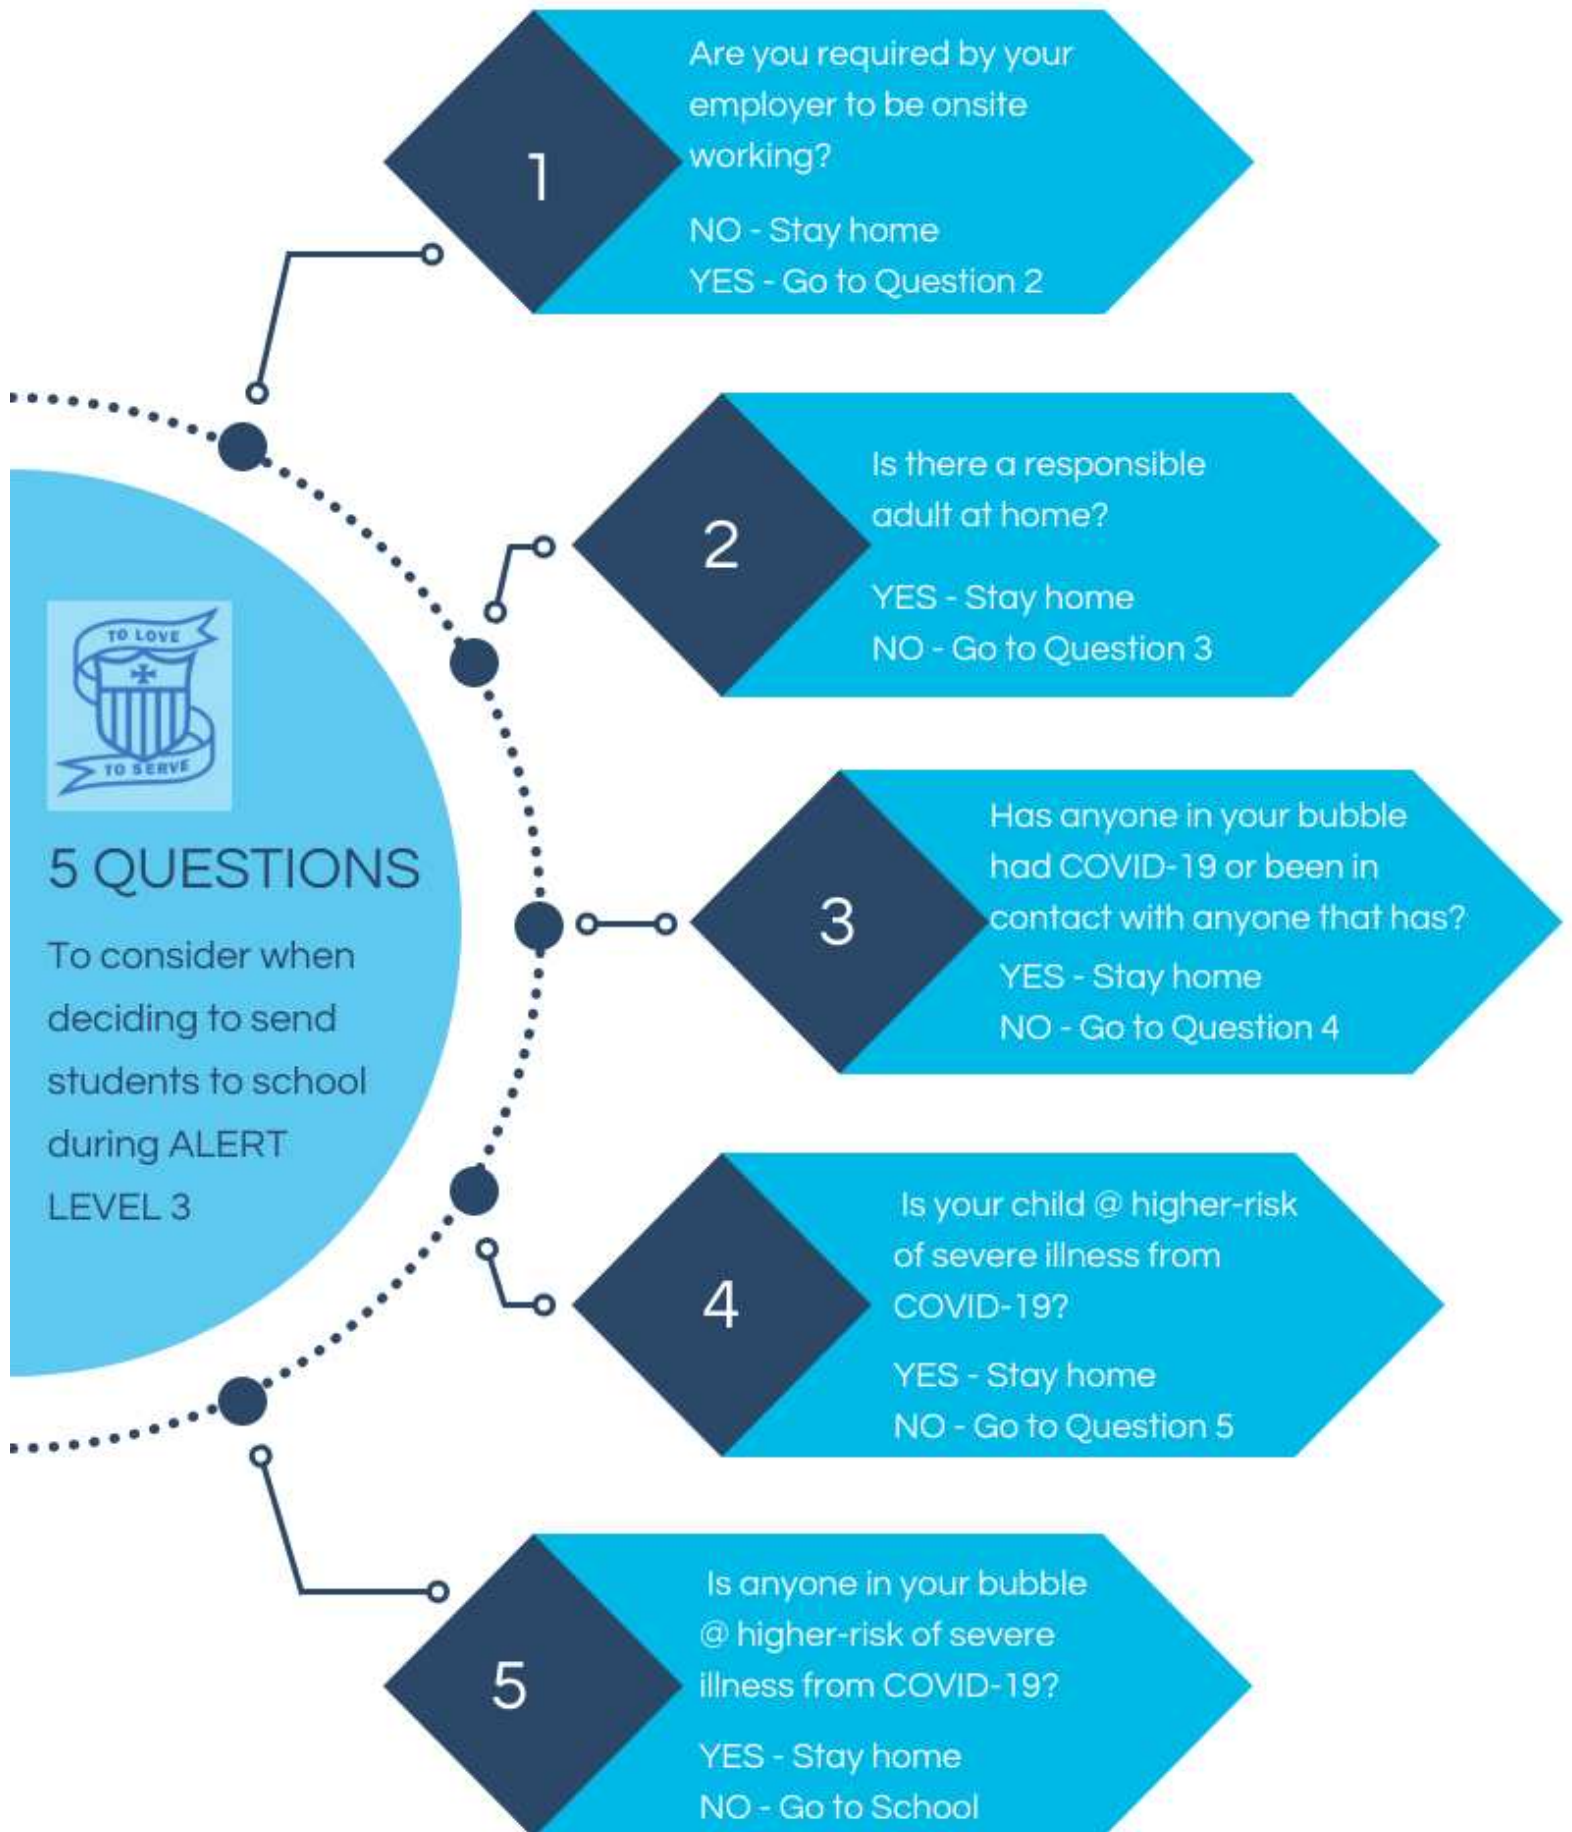 Are you required by your
employer to be onsite
working?
1
NO - Stay home
YES - Go to Question 2
Is there a responsible
adult at home?
2
YES - Stay home
NO - Go to Question 3
TO LOVE
TO SERVE
5 QUESTIONS
To consider when
deciding to send
students to school
during ALERT
LEVEL 3
Has anyone in your bubble
had COVID-19 or been in
contact with anyone that has?
3
YES - Stay home
NO - Go to Question 4
Is your child @ higher-risk
of severe illness from
COVID-19?
4
YES - Stay home
NO - Go to Question 5
Is anyone in your bubble
@ higher-risk of severe
illness from COVID-19?
5
YES - Stay home
NO - Go to School